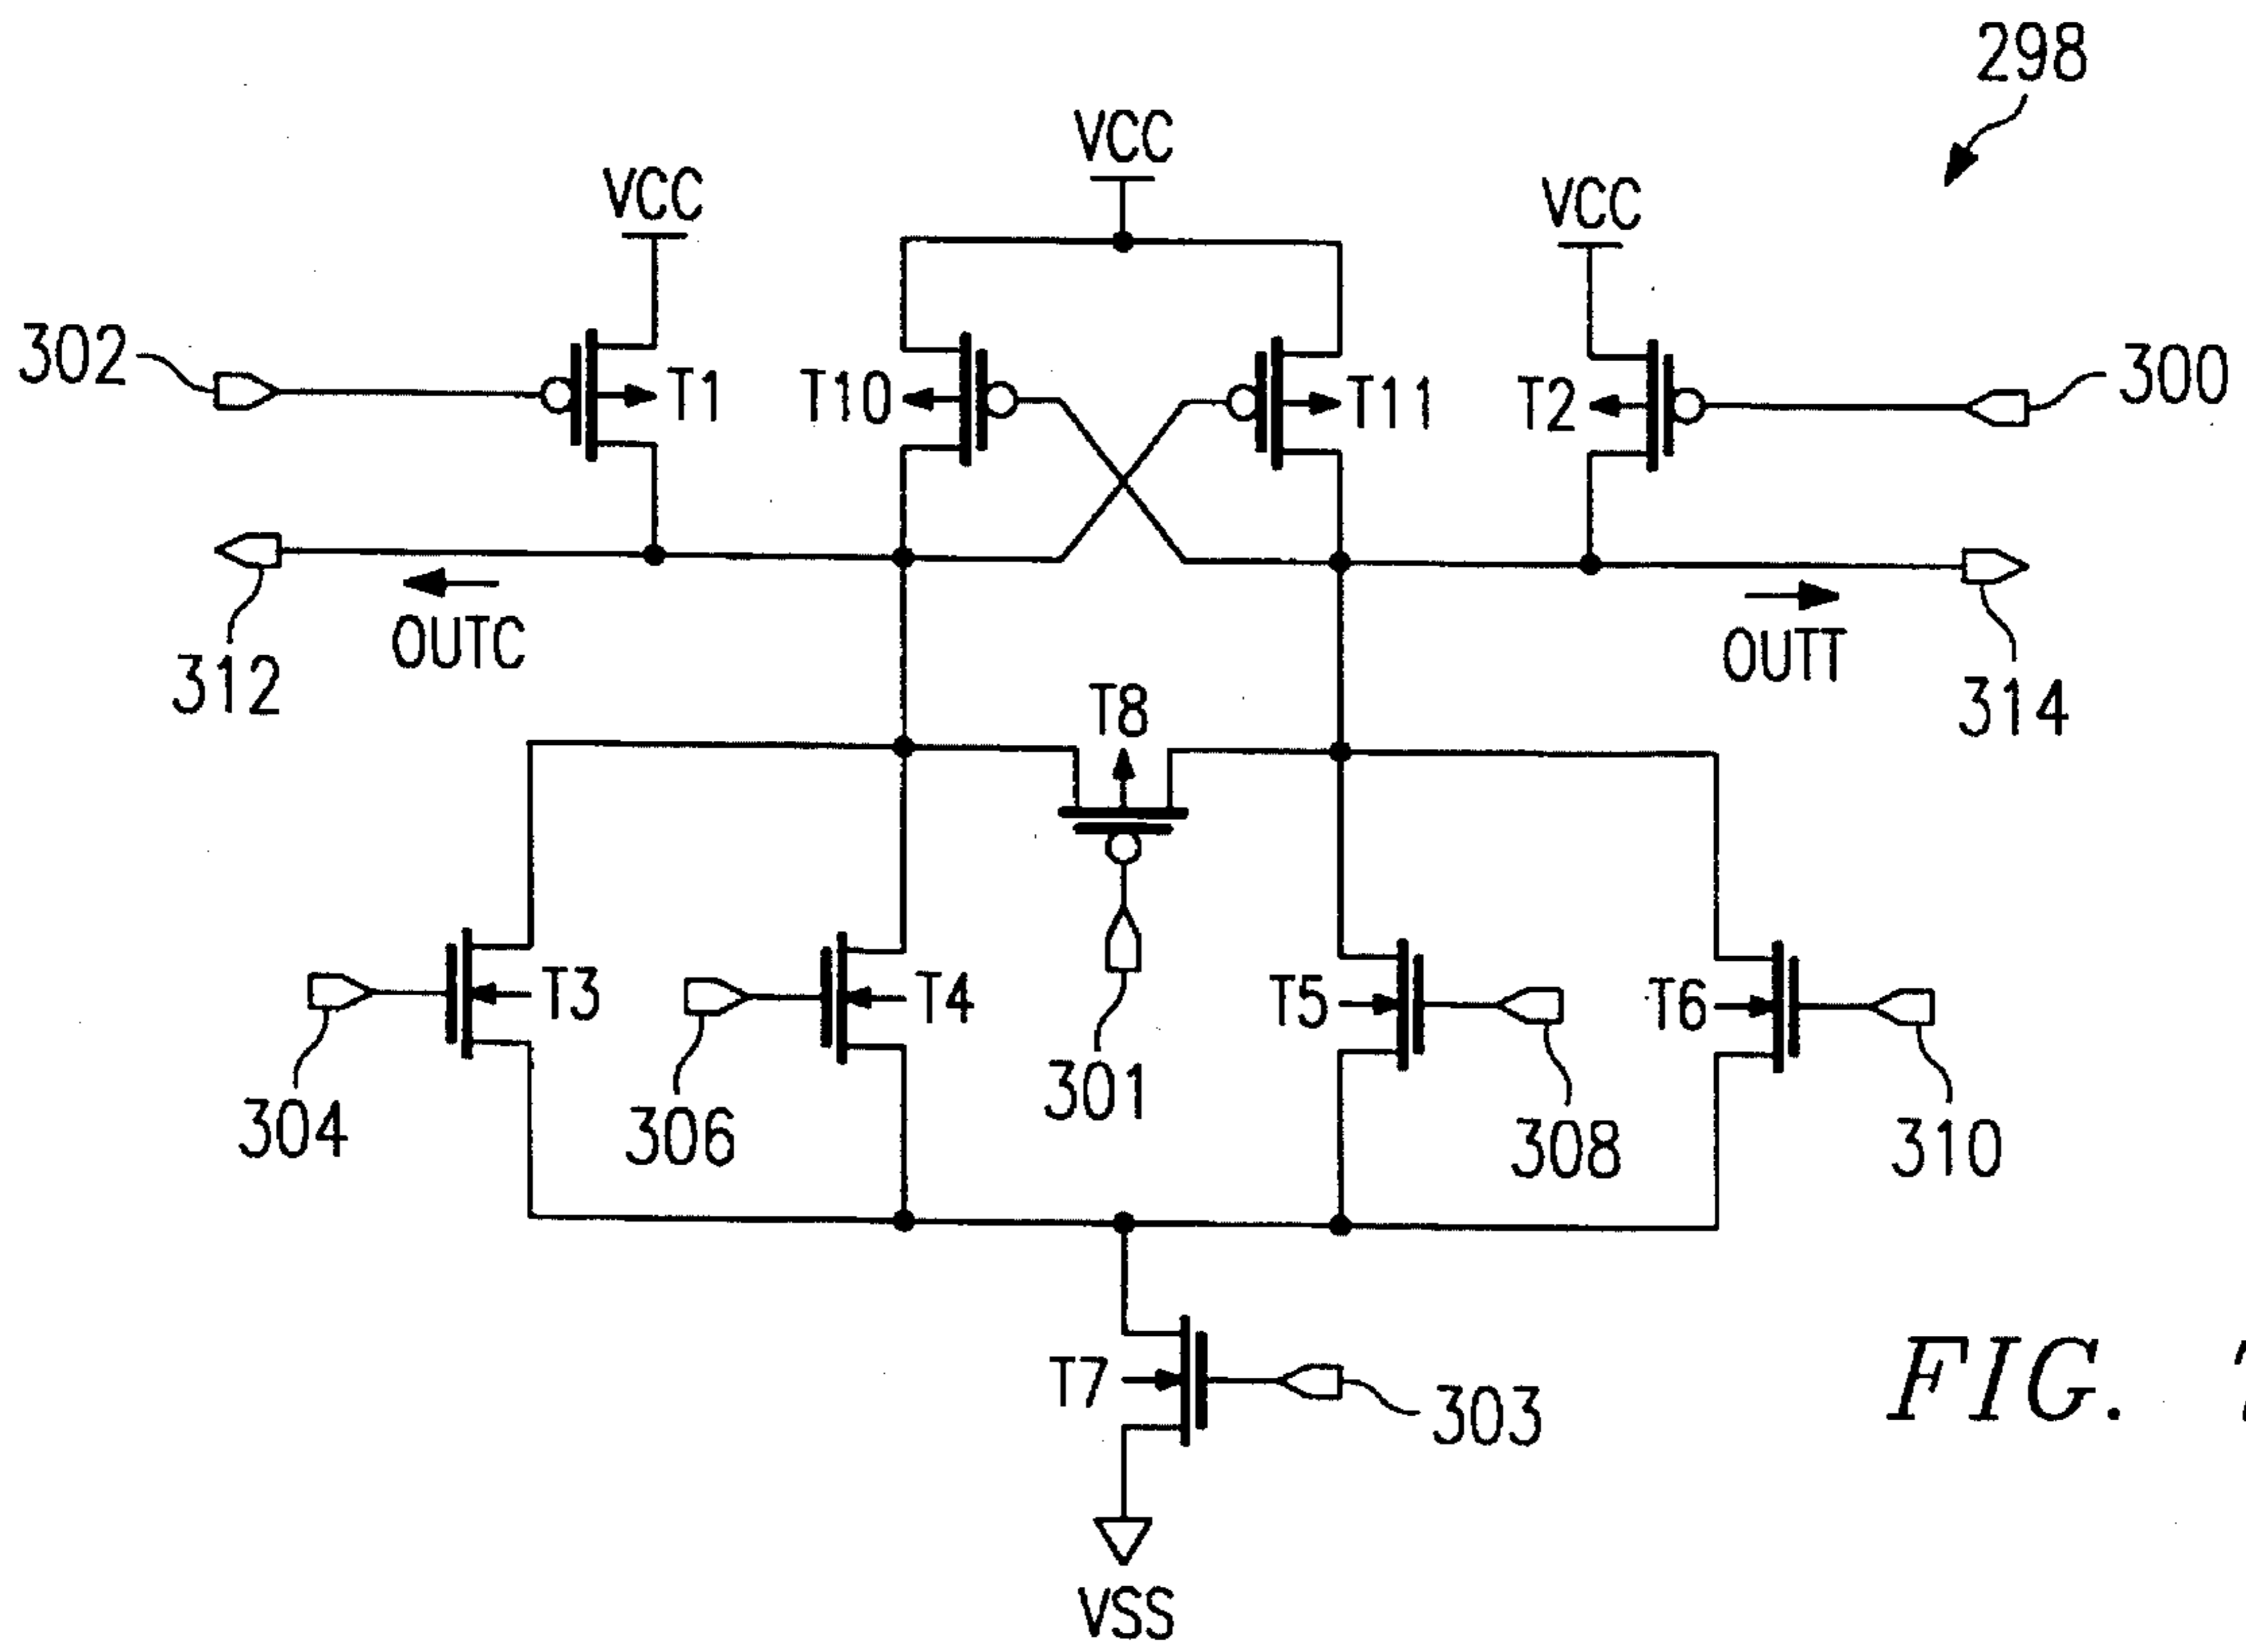 298
VCC
VCC
VCC
302
T1
T10
T11
T2
300
OUTC
OUTT
312
T8
314
T3
T4
T5
T6
304
306
301
308
310
T7
303
FIG.
VSS